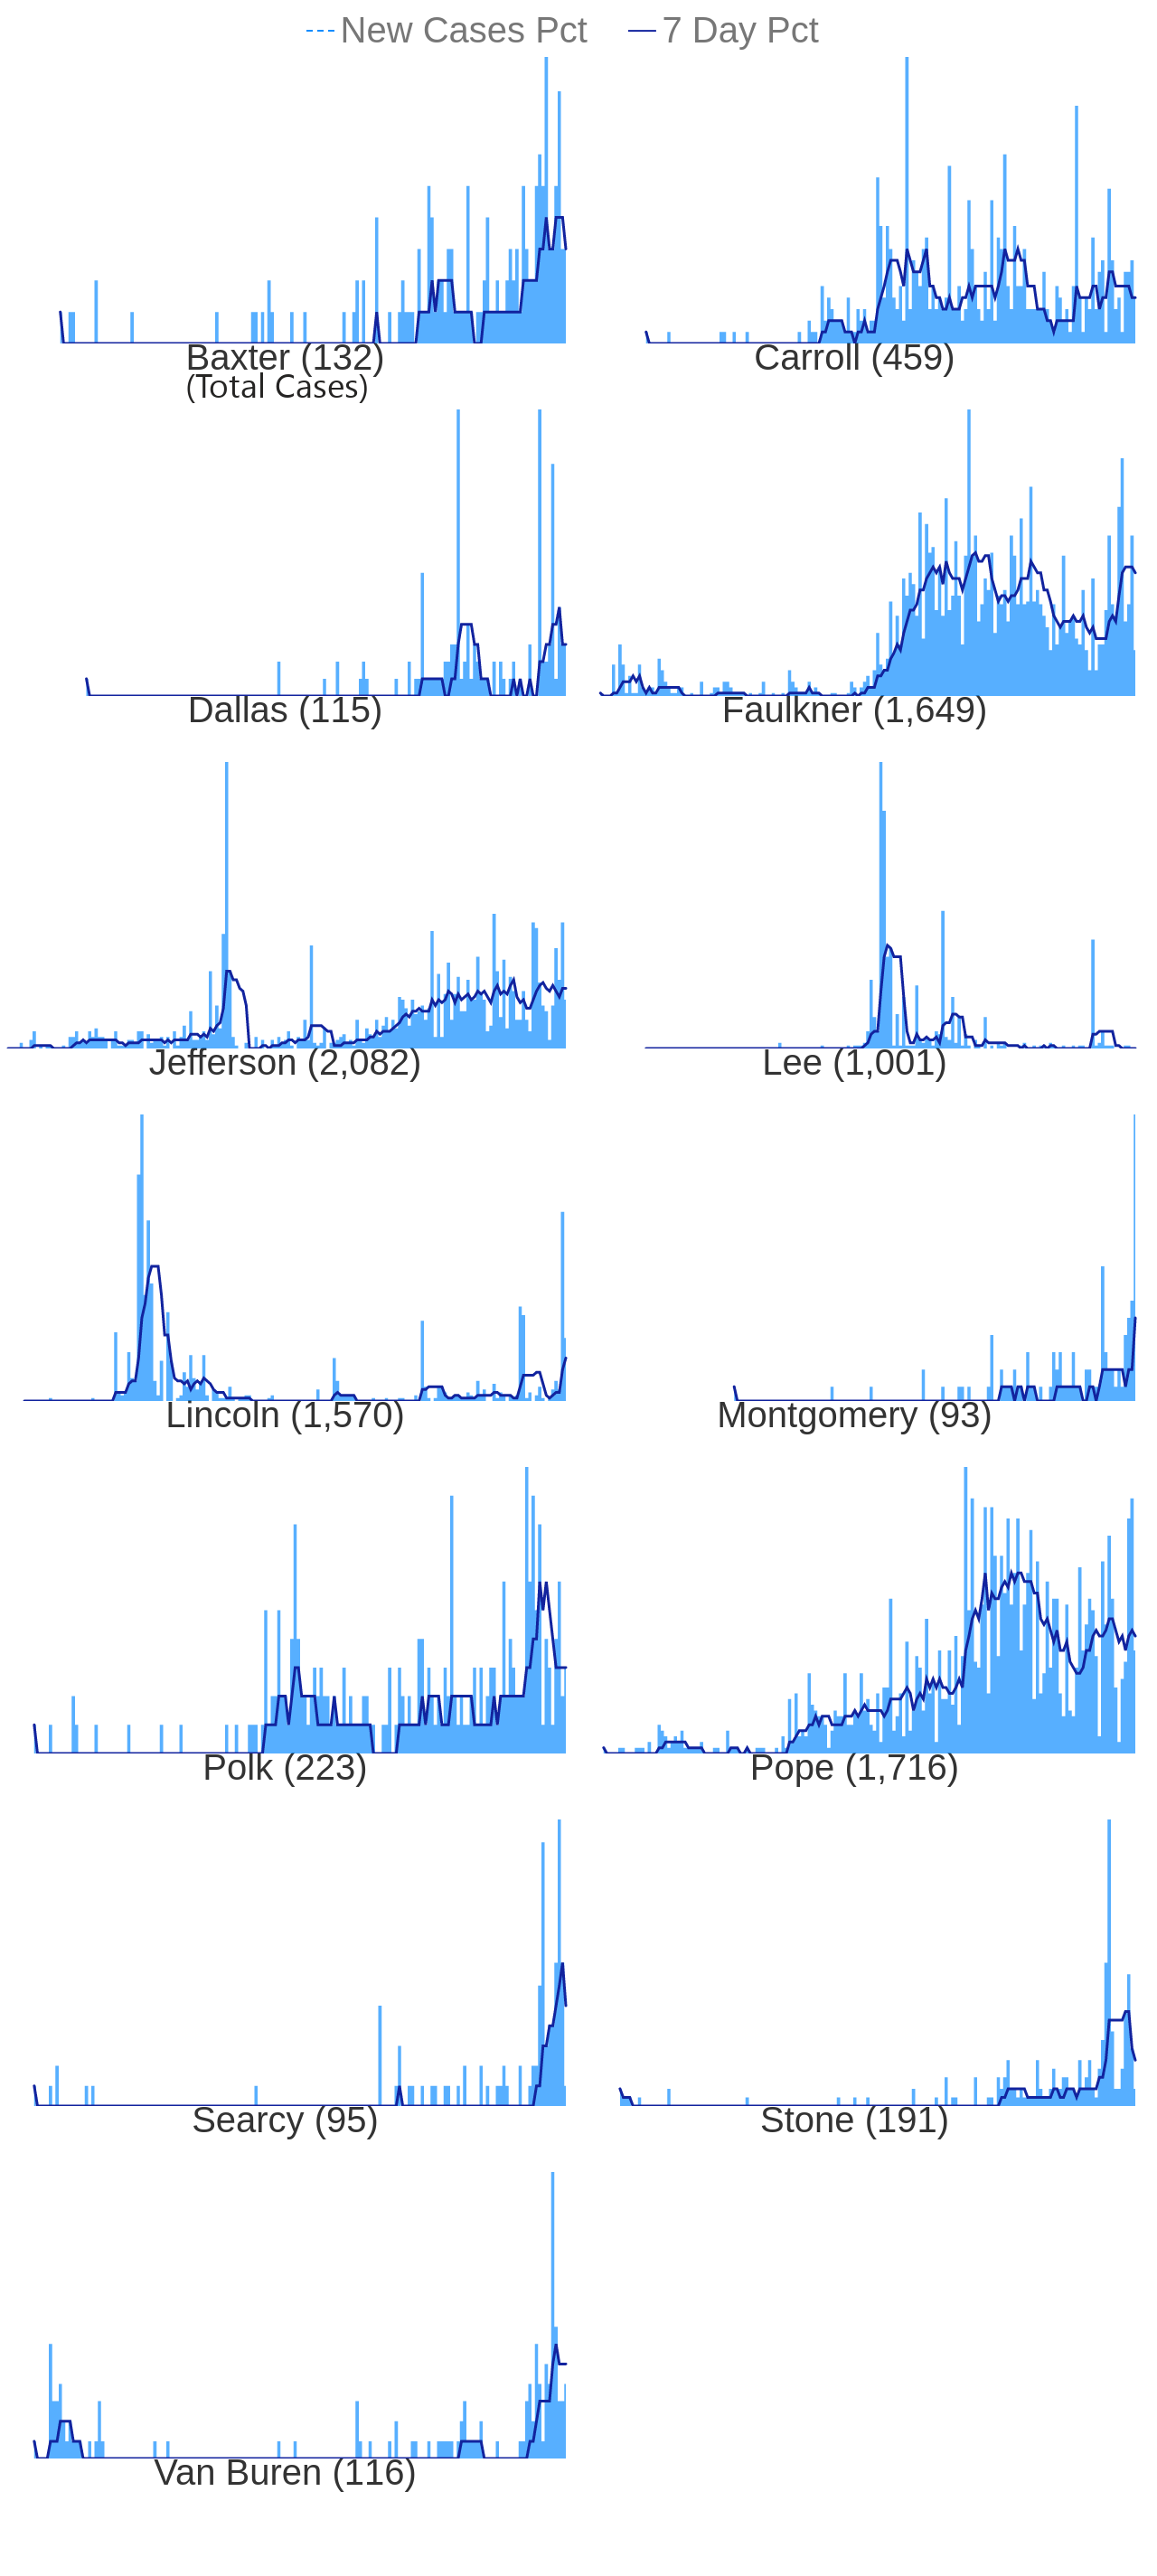 New Cases Pct 7 Day Pct
Baxter (132) Carroll (459)
(Total Cases)
Dallas (115) Faulkner (1,649)
Jefferson (2,082) Lee (1,001)
Lincoln (1,570) Montgomery (93)
Polk (223) Pope (1,716)
Searcy (95) Stone (191)
Van Buren (116)